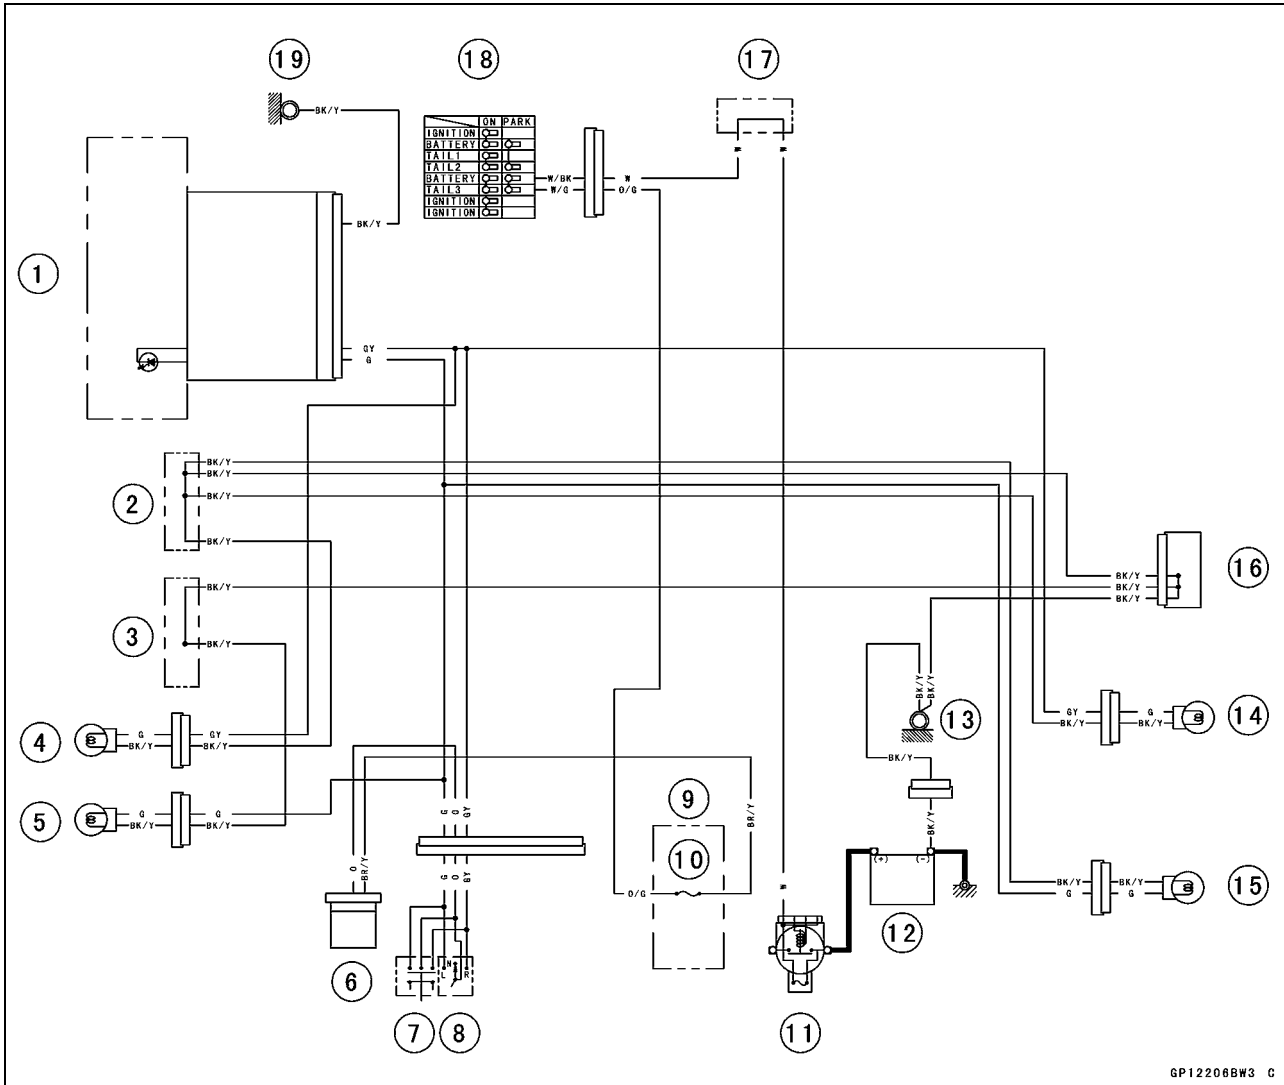 19
18
17
BK/Y
ON PARK
IGNITION
BATTERY
TAIL1
TAIL2
BATTERY
TAIL3
IGNITION
IGNITION
W W
W/BK W
W/G O/G
BK/Y
1
GY
G
BK/Y
BK/Y
2
BK/Y
BK/Y
BK/Y
BK/Y
BK/Y
16
BK/Y
BK/Y
3
BK/Y
BK/Y BK/Y
13
GY G
14
BK/Y BK/Y
4
G GY
BK/Y BK/Y
BK/Y
9
5
G G
BK/Y BK/Y
G O GY
BR/Y
BK/Y
10
O BR/Y
G O GY
(+) (-)
O/G
W
BK/Y BK/Y
G G
15
12
N
L R
6
7
8
11
GP12206BW3 C